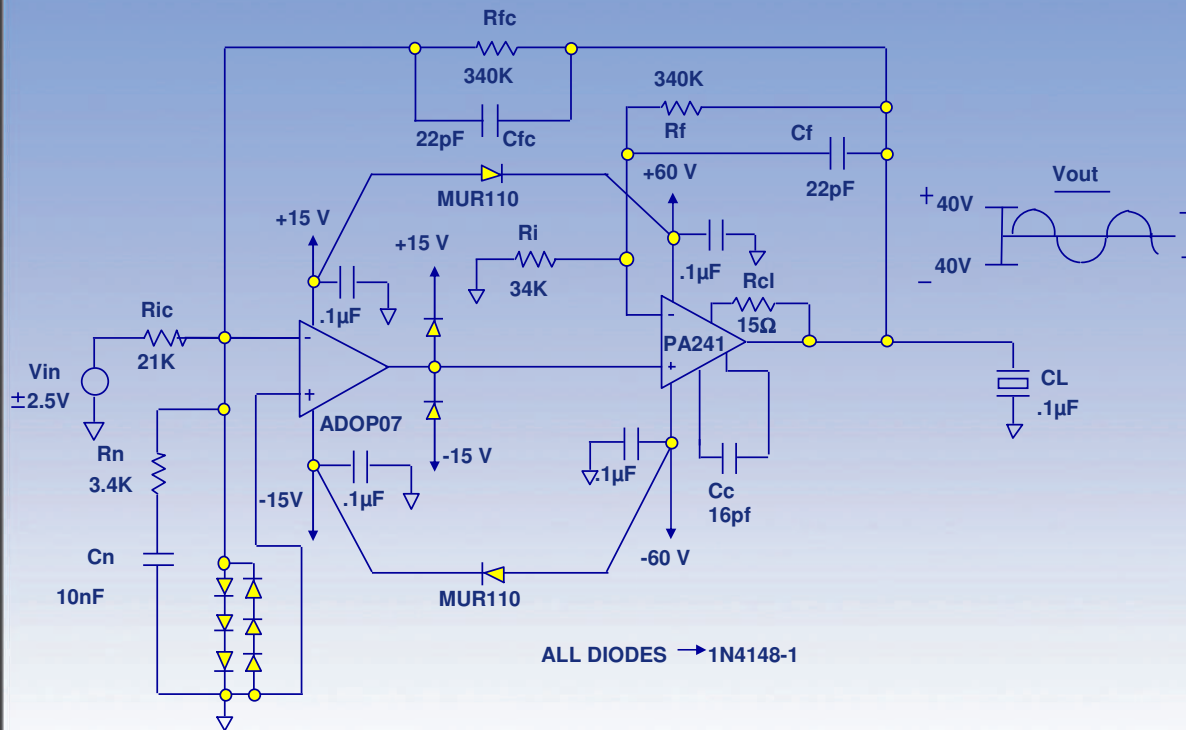 Rfc
340K
22pF
Cfc
340K
Rf
Cf
22pF
MUR110
+60 V
Vout
+ 40V
40V
−
+15 V
+15 V
.1µF
Ri
34K
.1µF
Rcl
15Ω
Ric
21K
-
+
ADOP07
-
+
PA241
Vin
±2.5V
CL
.1µF
Rn
3.4K
-15V
.1µF
-15 V
.1µF
Cc
16pf
-60 V
Cn
10nF
MUR110
ALL DIODES → 1N4148-1